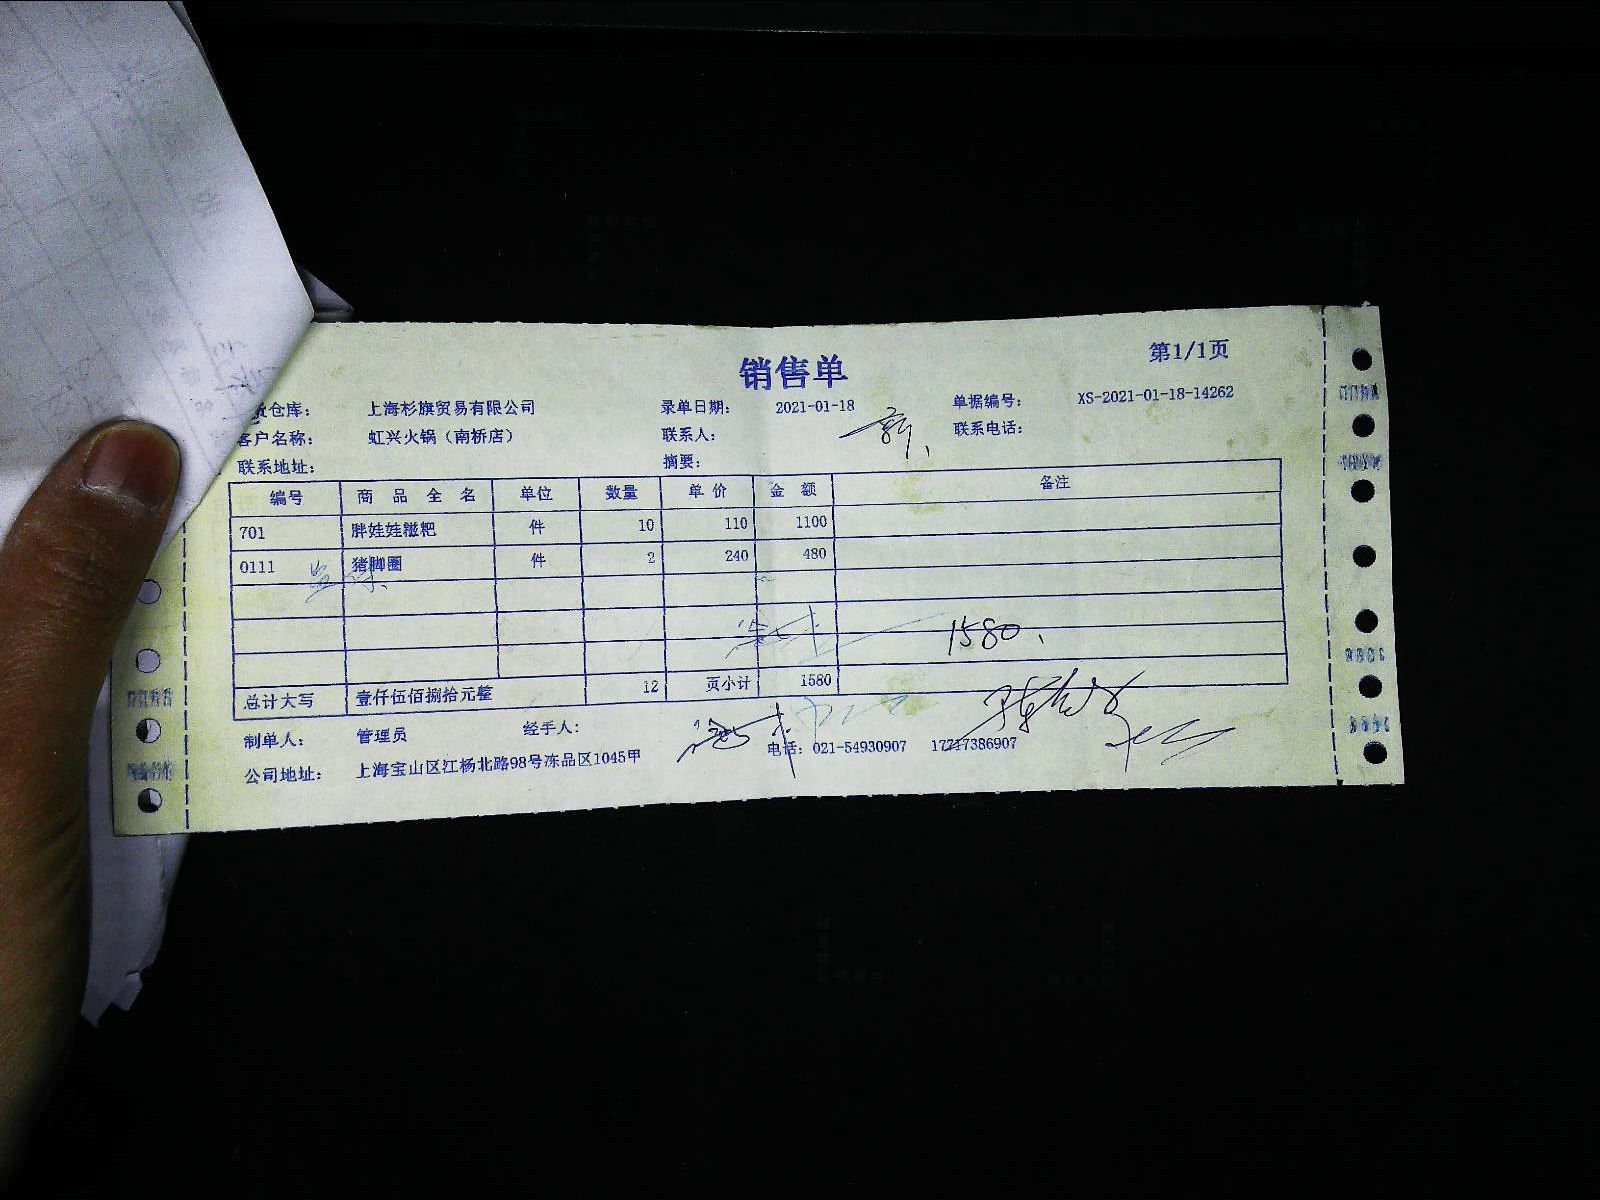 销售单
第1/1页
仓库： 上海杉旗贸易有限公司 录单日期： 2021-01-18 单据编号： XS-2021-01-18-14262
客户名称： 虹兴火锅（南桥店） 联系人： 联系电话：
联系地址： 摘要：
编号 商品全名 单位 数量 单价 金额 备注
701 胖娃娃糍粑 件 10 110 1100
0111 猪脚圈 件 2 240 480
1580.
总计大写 壹仟伍佰捌拾元整 12 页小计 1580
制单人： 管理员 经手人：
公司地址： 上海宝山区江杨北路98号冻品区1045甲 电话：021-54930907 17717386907